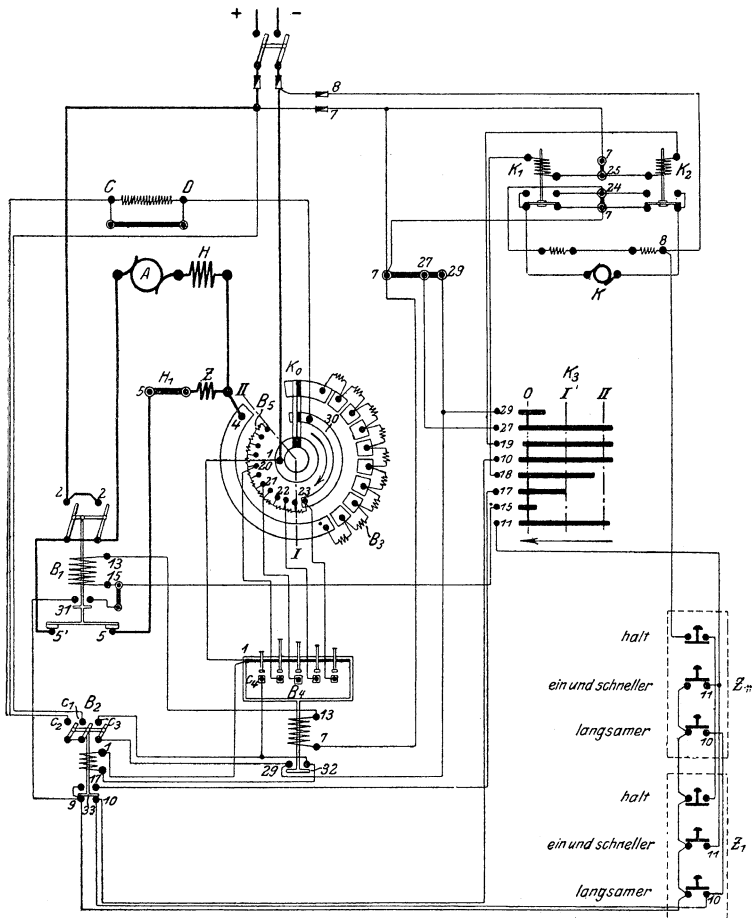 + −
8
7
C D
K₁ 7 K₂
25
24
7
8
K
A H
7 27 29
H₁ Z
5
II
4
B₅
K₀
30
1
20
21
22
23
I
B₃
K₃
0 I' II
29
27
19
10
18
17
15
11
2 2
B₁
13
15
31
5' 5
halt
ein und schneller
11
langsamer
10
Z₁₁
1
C₄
B₄
13
7
29 32
C₁ B₂
C₂ C₃
1
17
9 33 10
halt
ein und schneller
11
langsamer
10
Z₁